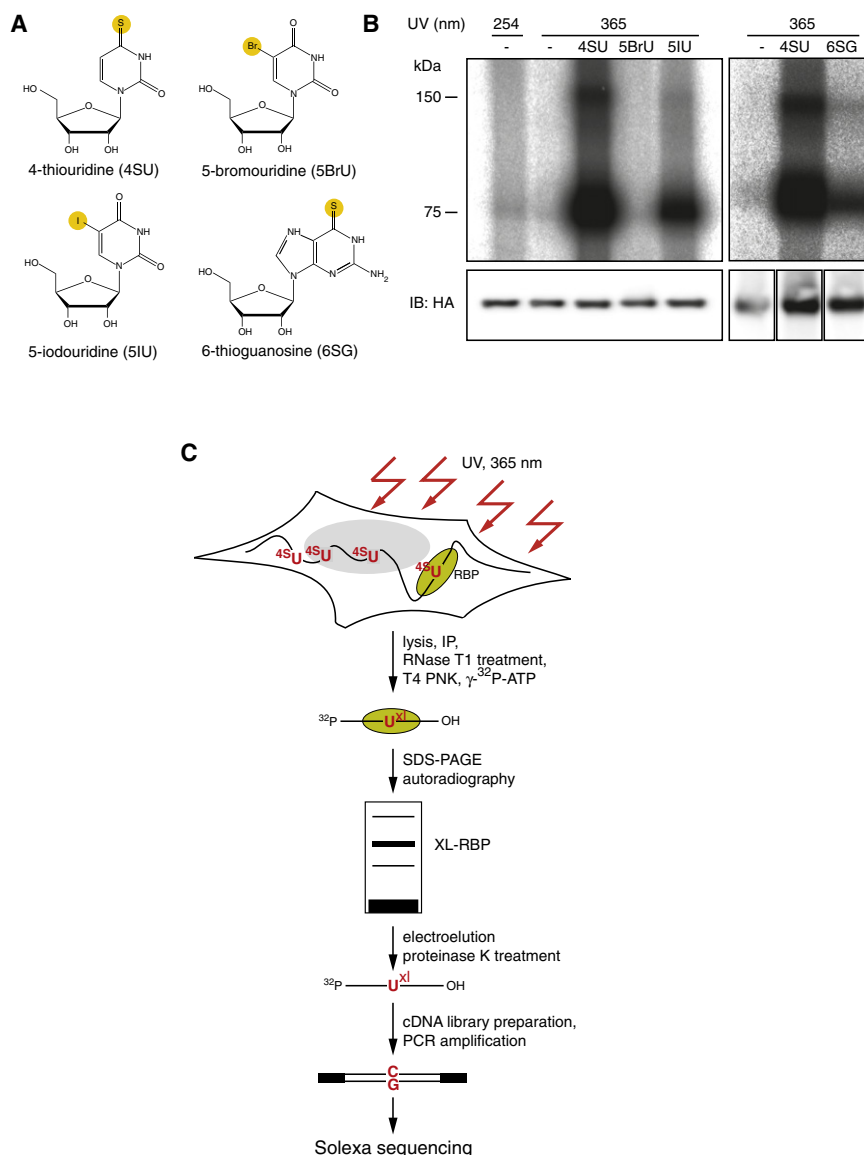 A
S
NH
N
O
HO
O
OH OH
4-thiouridine (4SU)
O
Br
NH
N
O
HO
O
OH OH
5-bromouridine (5BrU)
O
I
NH
N
O
HO
O
OH OH
5-iodouridine (5IU)
S
N
NH
N
N
NH2
HO
O
OH OH
6-thioguanosine (6SG)
B
UV (nm) 254 365 365
- - 4SU 5BrU 5IU - 4SU 6SG
kDa
150
75
IB: HA
C
UV, 365 nm
4SU 4SU 4SU 4SU
RBP
lysis, IP,
RNase T1 treatment,
T4 PNK, γ-32P-ATP
32P U xl OH
SDS-PAGE
autoradiography
XL-RBP
electroelution
proteinase K treatment
32P U xl OH
cDNA library preparation,
PCR amplification
C
G
Solexa sequencing